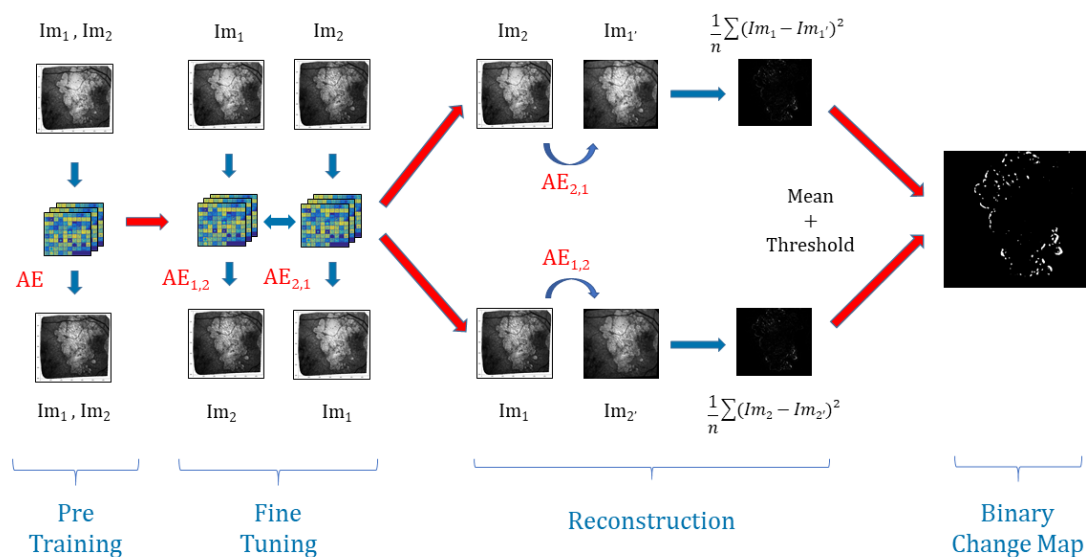 Im₁ , Im₂
Im₁
Im₂
Im₂
Im₁'
1/n ∑(Im₁ − Im₁')²
AE
AE₁,₂
AE₂,₁
AE₂,₁
AE₁,₂
Mean
+
Threshold
Im₁ , Im₂
Im₂
Im₁
Im₁
Im₂'
1/n ∑(Im₂ − Im₂')²
Pre
Training
Fine
Tuning
Reconstruction
Binary
Change Map